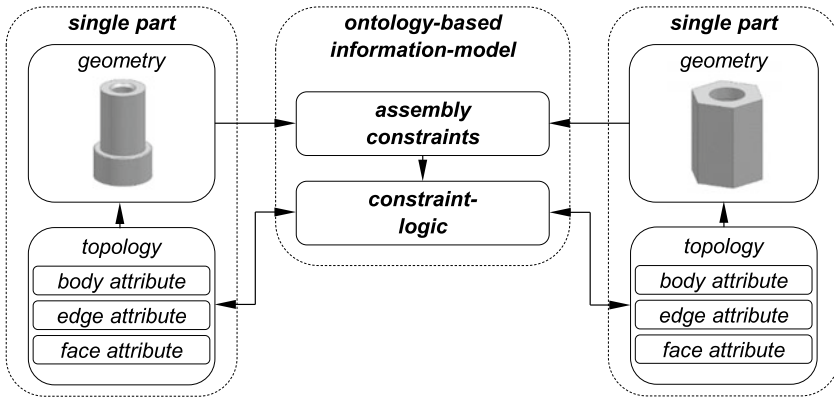 single part
geometry
topology
body attribute
edge attribute
face attribute
ontology-based
information-model
assembly
constraints
constraint-
logic
single part
geometry
topology
body attribute
edge attribute
face attribute